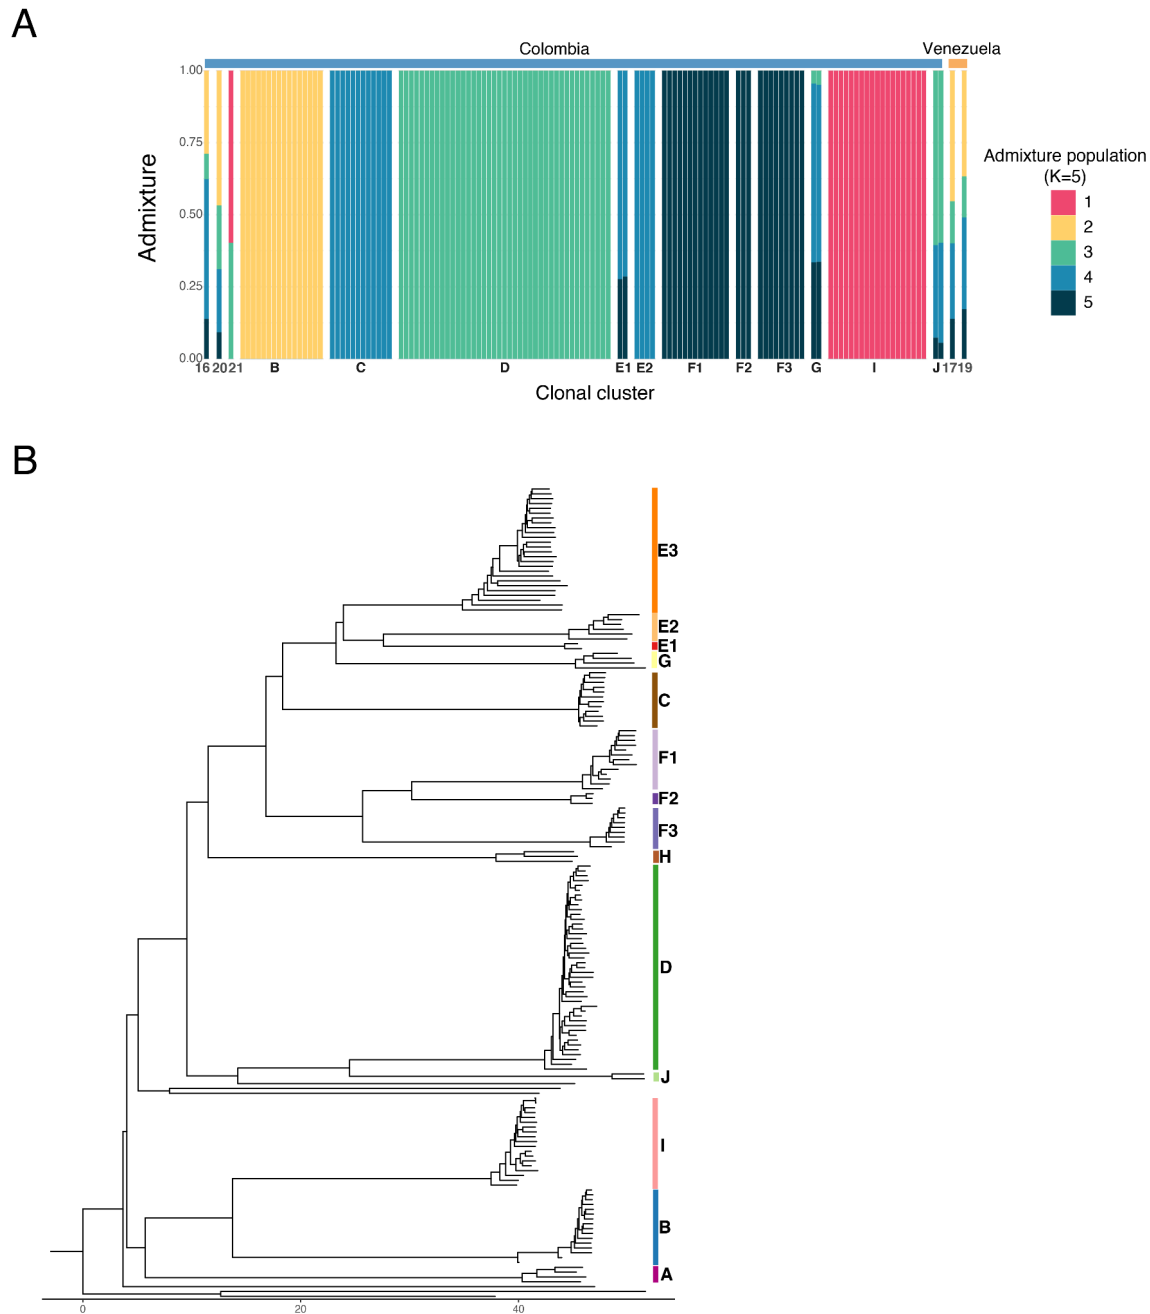 A
Colombia
Venezuela
1.00
0.75
0.50
0.25
0.00
Admixture
16 20 21 B C D E1 E2 F1 F2 F3 G I J 17 19
Clonal cluster
Admixture population
(K=5)
1
2
3
4
5
B
E3
E2
E1
G
C
F1
F2
F3
H
D
J
I
B
A
0 20 40